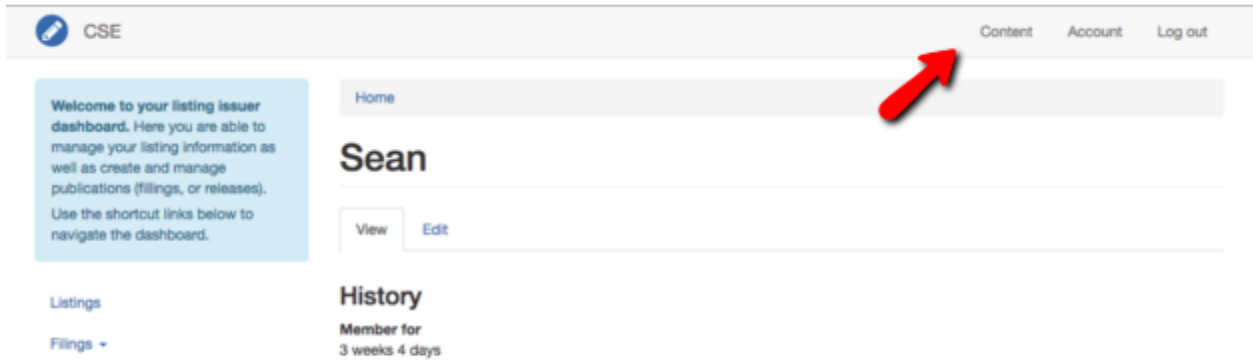 CSE
Content Account Log out
Welcome to your listing issuer
dashboard. Here you are able to
manage your listing information as
well as create and manage
publications (fillings, or releases).
Use the shortcut links below to
navigate the dashboard.
Listings
Filings
Home
Sean
View Edit
History
Member for
3 weeks 4 days